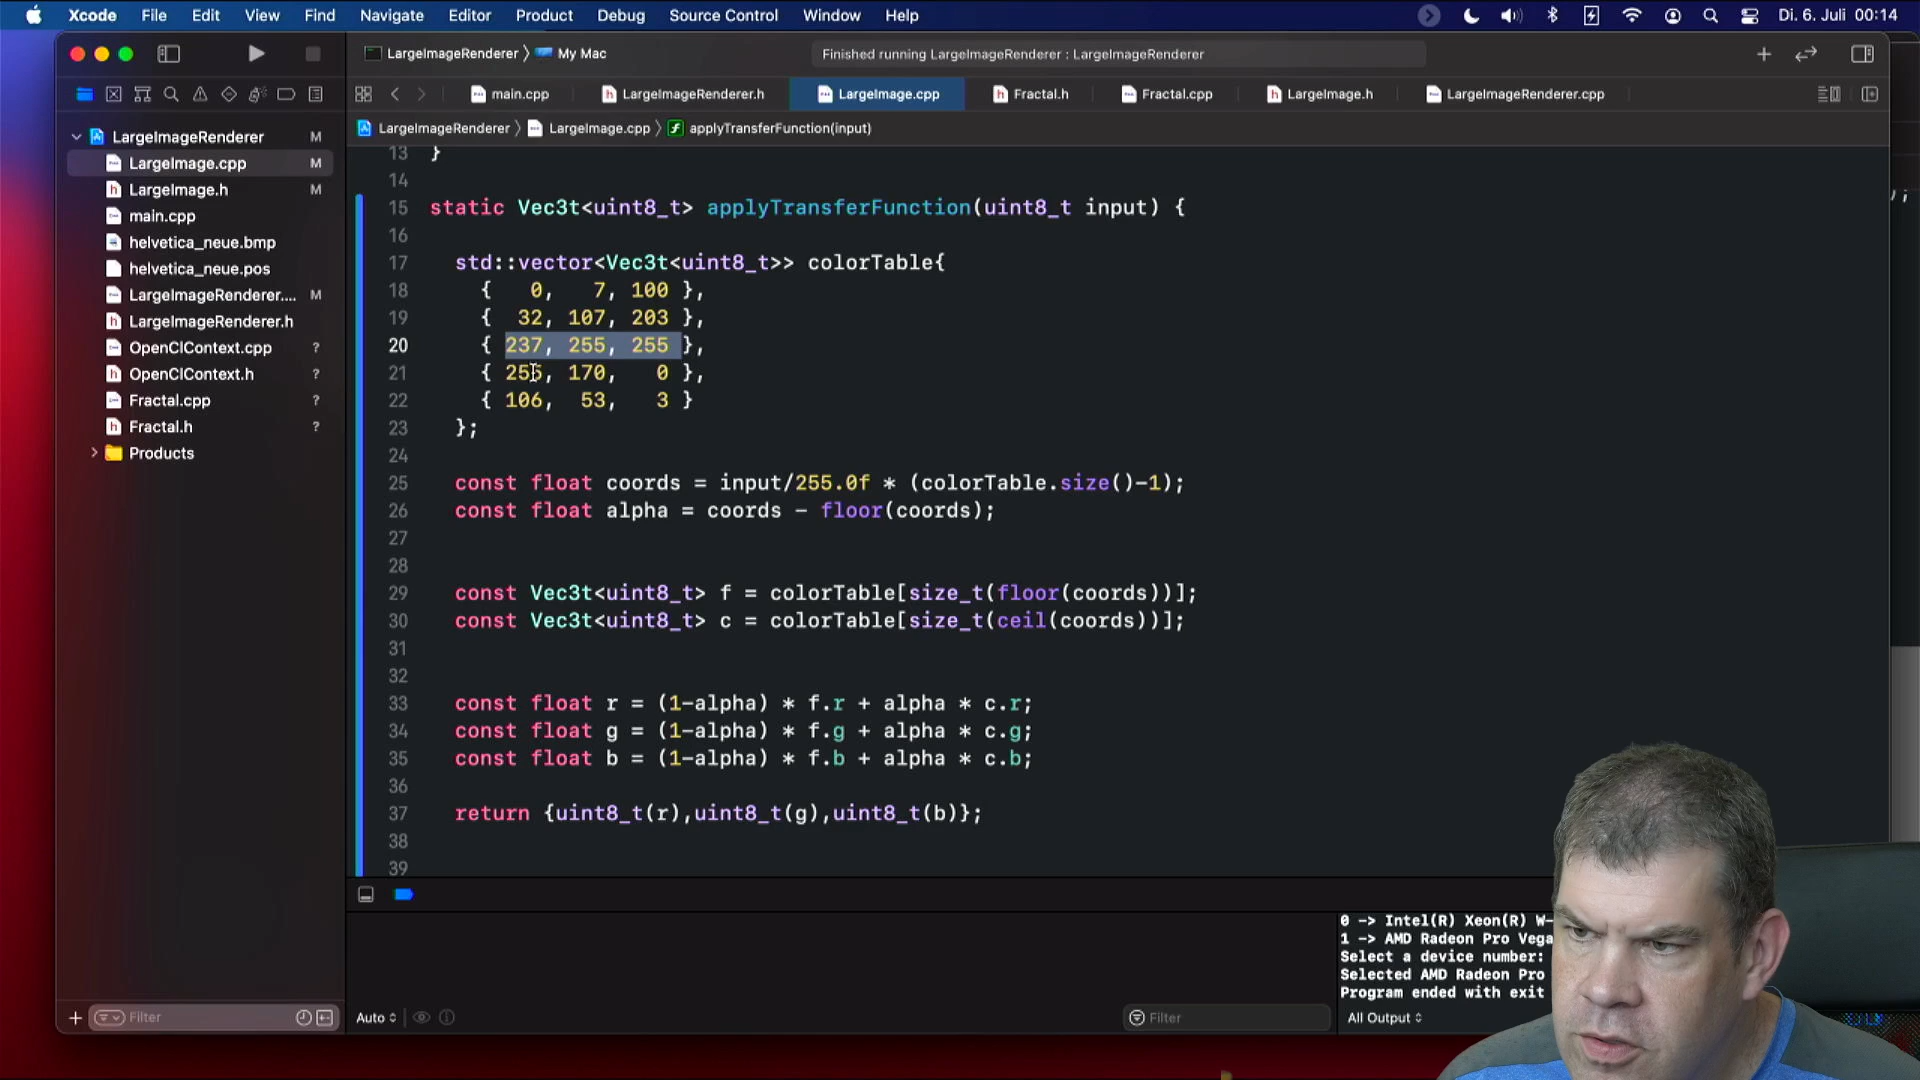 Xcode File Edit View Find Navigate Editor Product Debug Source Control Window Help Di. 6. Juli 00:14
LargeImageRenderer My Mac Finished running LargeImageRenderer : LargeImageRenderer
main.cpp LargeImageRenderer.h LargeImage.cpp Fractal.h Fractal.cpp LargeImage.h LargeImageRenderer.cpp
LargeImageRenderer LargeImage.cpp applyTransferFunction(input)
LargeImageRenderer M
LargeImage.cpp M
LargeImage.h M
main.cpp
helvetica_neue.bmp
helvetica_neue.pos
LargeImageRenderer.... M
LargeImageRenderer.h
OpenClContext.cpp ?
OpenClContext.h ?
Fractal.cpp ?
Fractal.h ?
Products
13 }
14
15 static Vec3t<uint8_t> applyTransferFunction(uint8_t input) {
16
17 std::vector<Vec3t<uint8_t>> colorTable{
18 { 0, 7, 100 },
19 { 32, 107, 203 },
20 { 237, 255, 255 },
21 { 255, 170, 0 },
22 { 106, 53, 3 }
23 };
24
25 const float coords = input/255.0f * (colorTable.size()-1);
26 const float alpha = coords - floor(coords);
27
28
29 const Vec3t<uint8_t> f = colorTable[size_t(floor(coords))];
30 const Vec3t<uint8_t> c = colorTable[size_t(ceil(coords))];
31
32
33 const float r = (1-alpha) * f.r + alpha * c.r;
34 const float g = (1-alpha) * f.g + alpha * c.g;
35 const float b = (1-alpha) * f.b + alpha * c.b;
36
37 return {uint8_t(r),uint8_t(g),uint8_t(b)};
38
39
0 -> Intel(R) Xeon(R) W-
1 -> AMD Radeon Pro Vega
Select a device number:
Selected AMD Radeon Pro
Program ended with exit
Filter
Auto
Filter
All Output